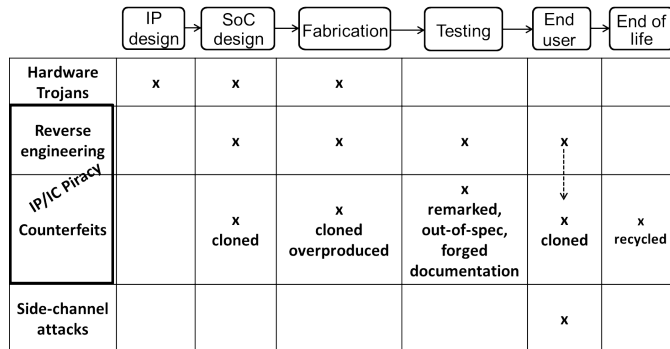 IP design SoC design Fabrication Testing End user End of life
Hardware Trojans x x x
Reverse engineering x x x x
IP/IC Piracy
Counterfeits x cloned x cloned overproduced x remarked, out-of-spec, forged documentation x cloned x recycled
Side-channel attacks x